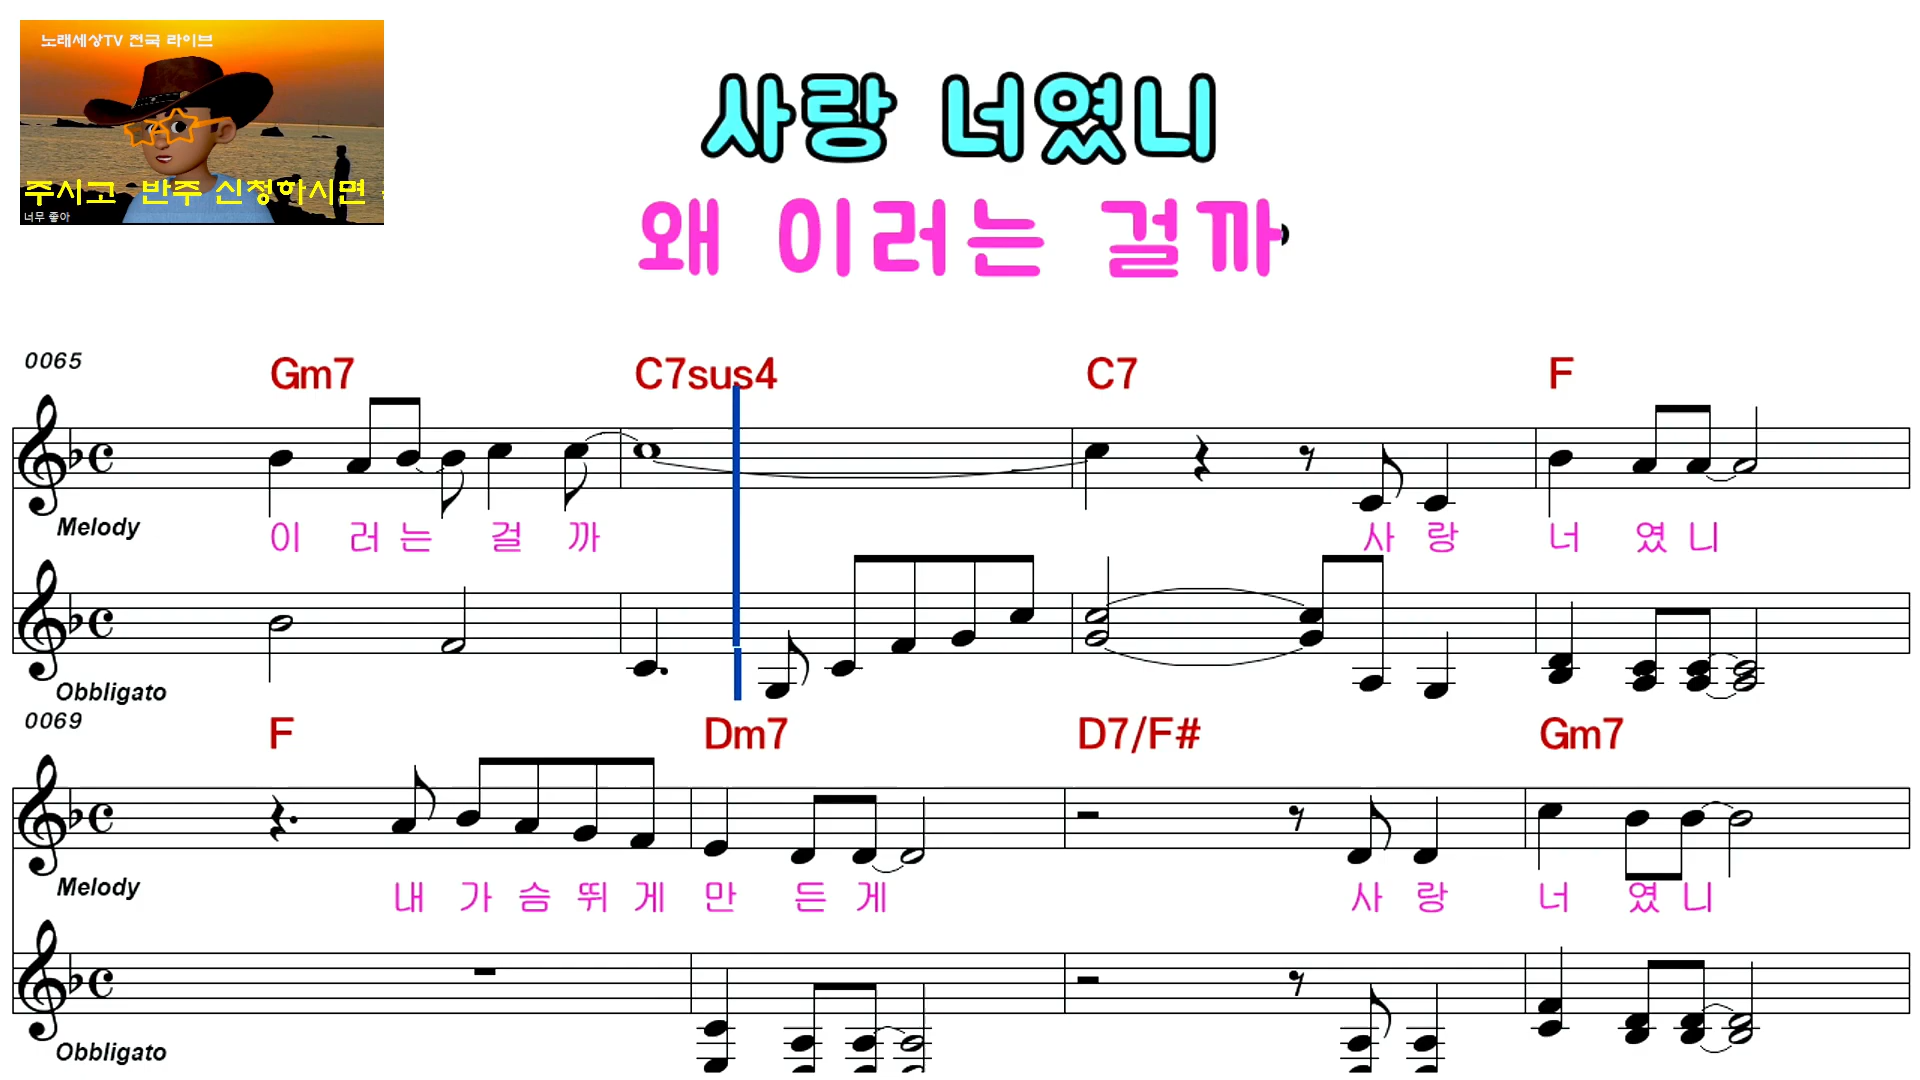 노래세상TV 전국 라이브
주시고 반주 신청하시면
너무 좋아
사랑 너였니
왜 이러는 걸까
0065
Gm7 C7sus4 C7 F
Melody
이 러 는 걸 까 사 랑 너 였 니
Obbligato
0069
F Dm7 D7/F# Gm7
Melody
내 가 슴 뛰 게 만 든 게 사 랑 너 였 니
Obbligato